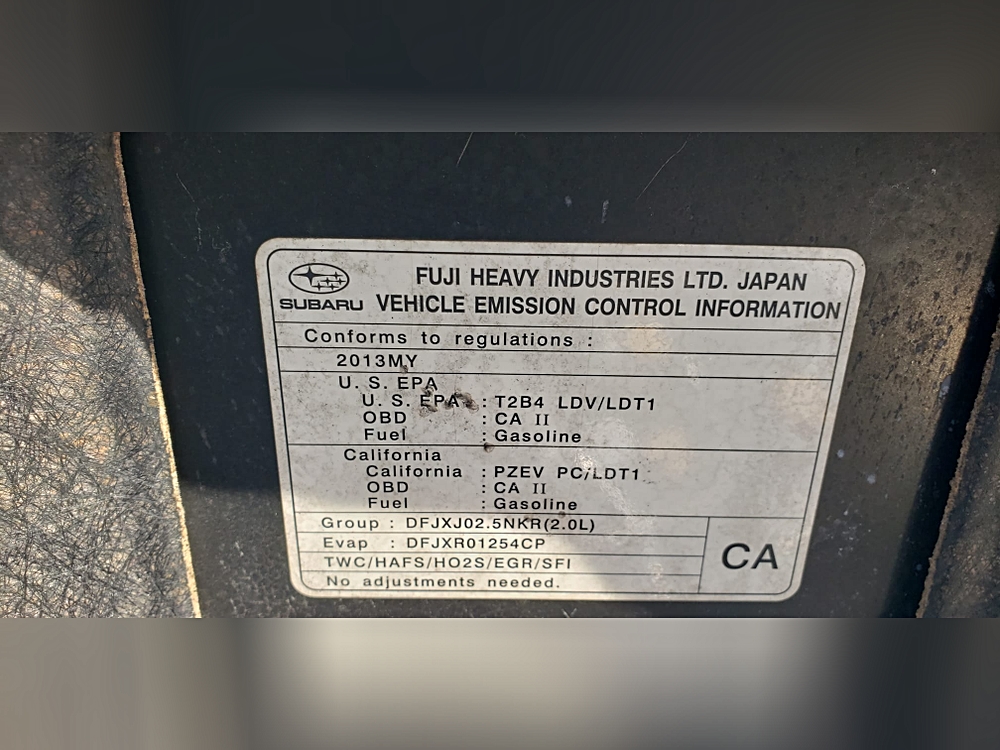 FUJI HEAVY INDUSTRIES LTD. JAPAN
SUBARU VEHICLE EMISSION CONTROL INFORMATION
Conforms to regulations :
2013MY
U. S. EPA
U. S. EPA : T2B4 LDV/LDT1
OBD : CA II
Fuel : Gasoline
California
California : PZEV PC/LDT1
OBD : CA II
Fuel : Gasoline
Group : DFJXJ02.5NKR(2.0L)
Evap : DFJXR01254CP
TWC/HAFS/HO2S/EGR/SFI
No adjustments needed.
CA